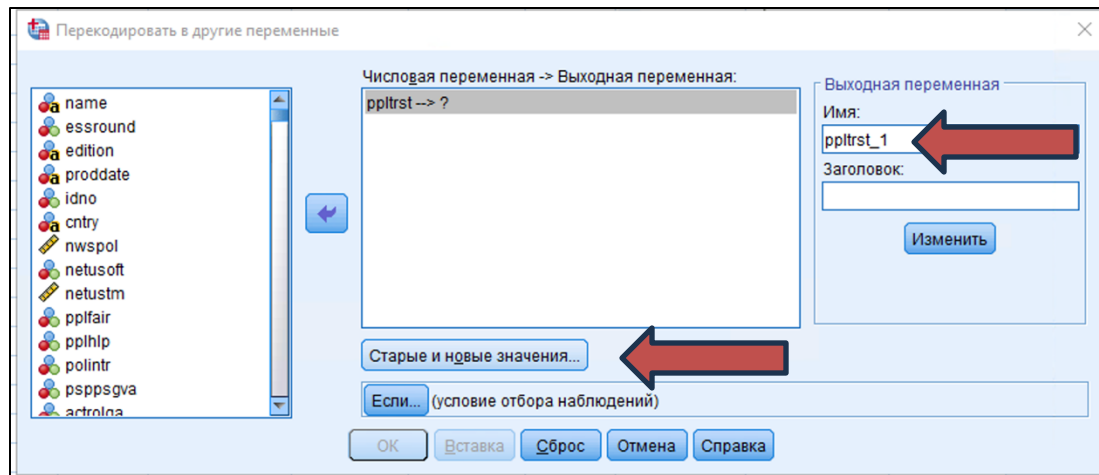 Перекодировать в другие переменные
name
essround
edition
proddate
idno
cntry
nwspol
netusoft
netustm
pplfair
pplhlp
polintr
psppsgva
actrolga
Числовая переменная -> Выходная переменная:
ppltrst --> ?
Старые и новые значения...
Если... (условие отбора наблюдений)
Выходная переменная
Имя:
ppltrst_1
Заголовок:
Изменить
ОК Вставка Сброс Отмена Справка